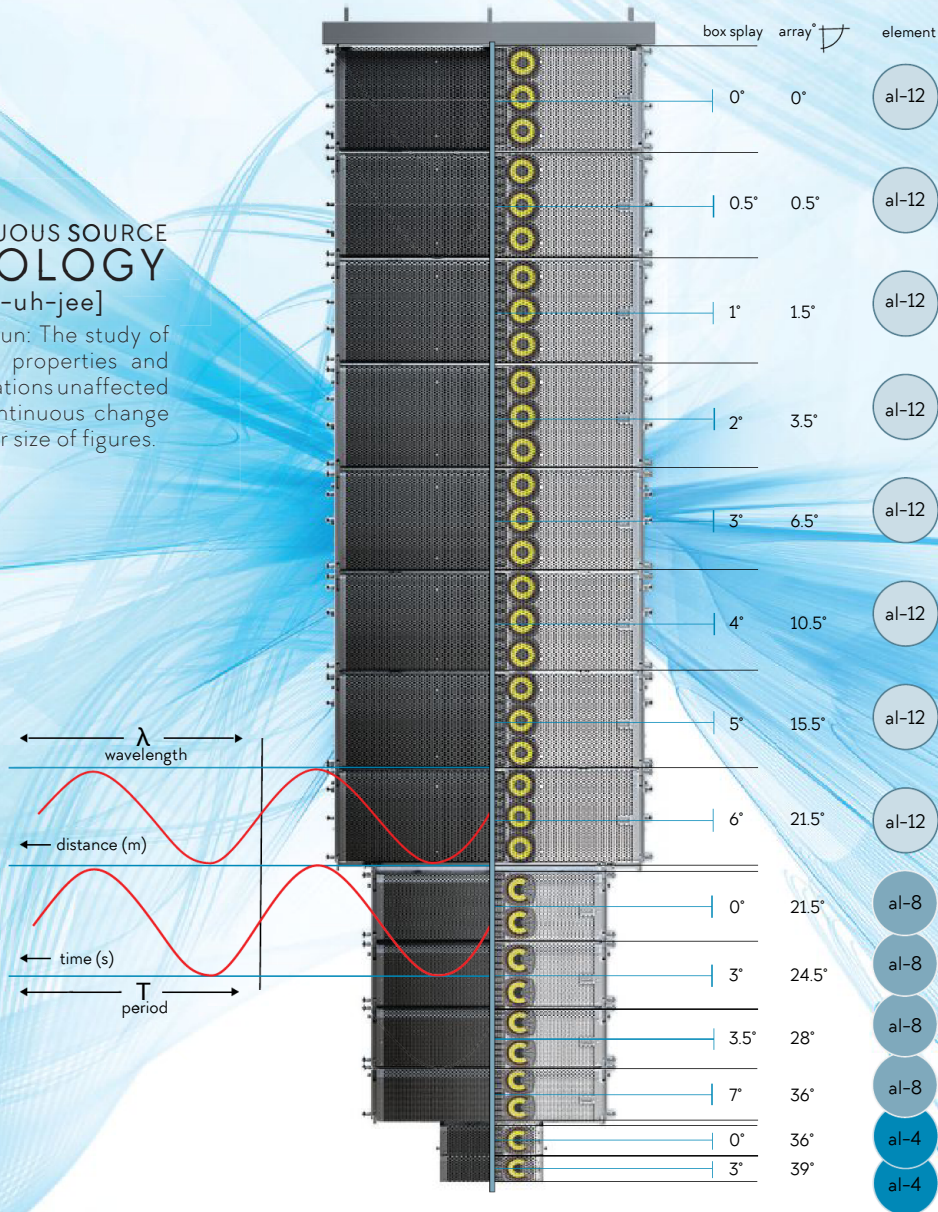 box splay array° element
0° 0° al-12
0.5° 0.5° al-12
UOUS SOURCE
OLOGY
-uh-jee]
un: The study of
properties and
ations unaffected
ntinuous change
r size of figures.
1° 1.5° al-12
2° 3.5° al-12
3° 6.5° al-12
4° 10.5° al-12
5° 15.5° al-12
λ
wavelength
6° 21.5° al-12
distance (m)
0° 21.5° al-8
time (s)
3° 24.5° al-8
T
period
3.5° 28° al-8
7° 36° al-8
0° 36° al-4
3° 39° al-4